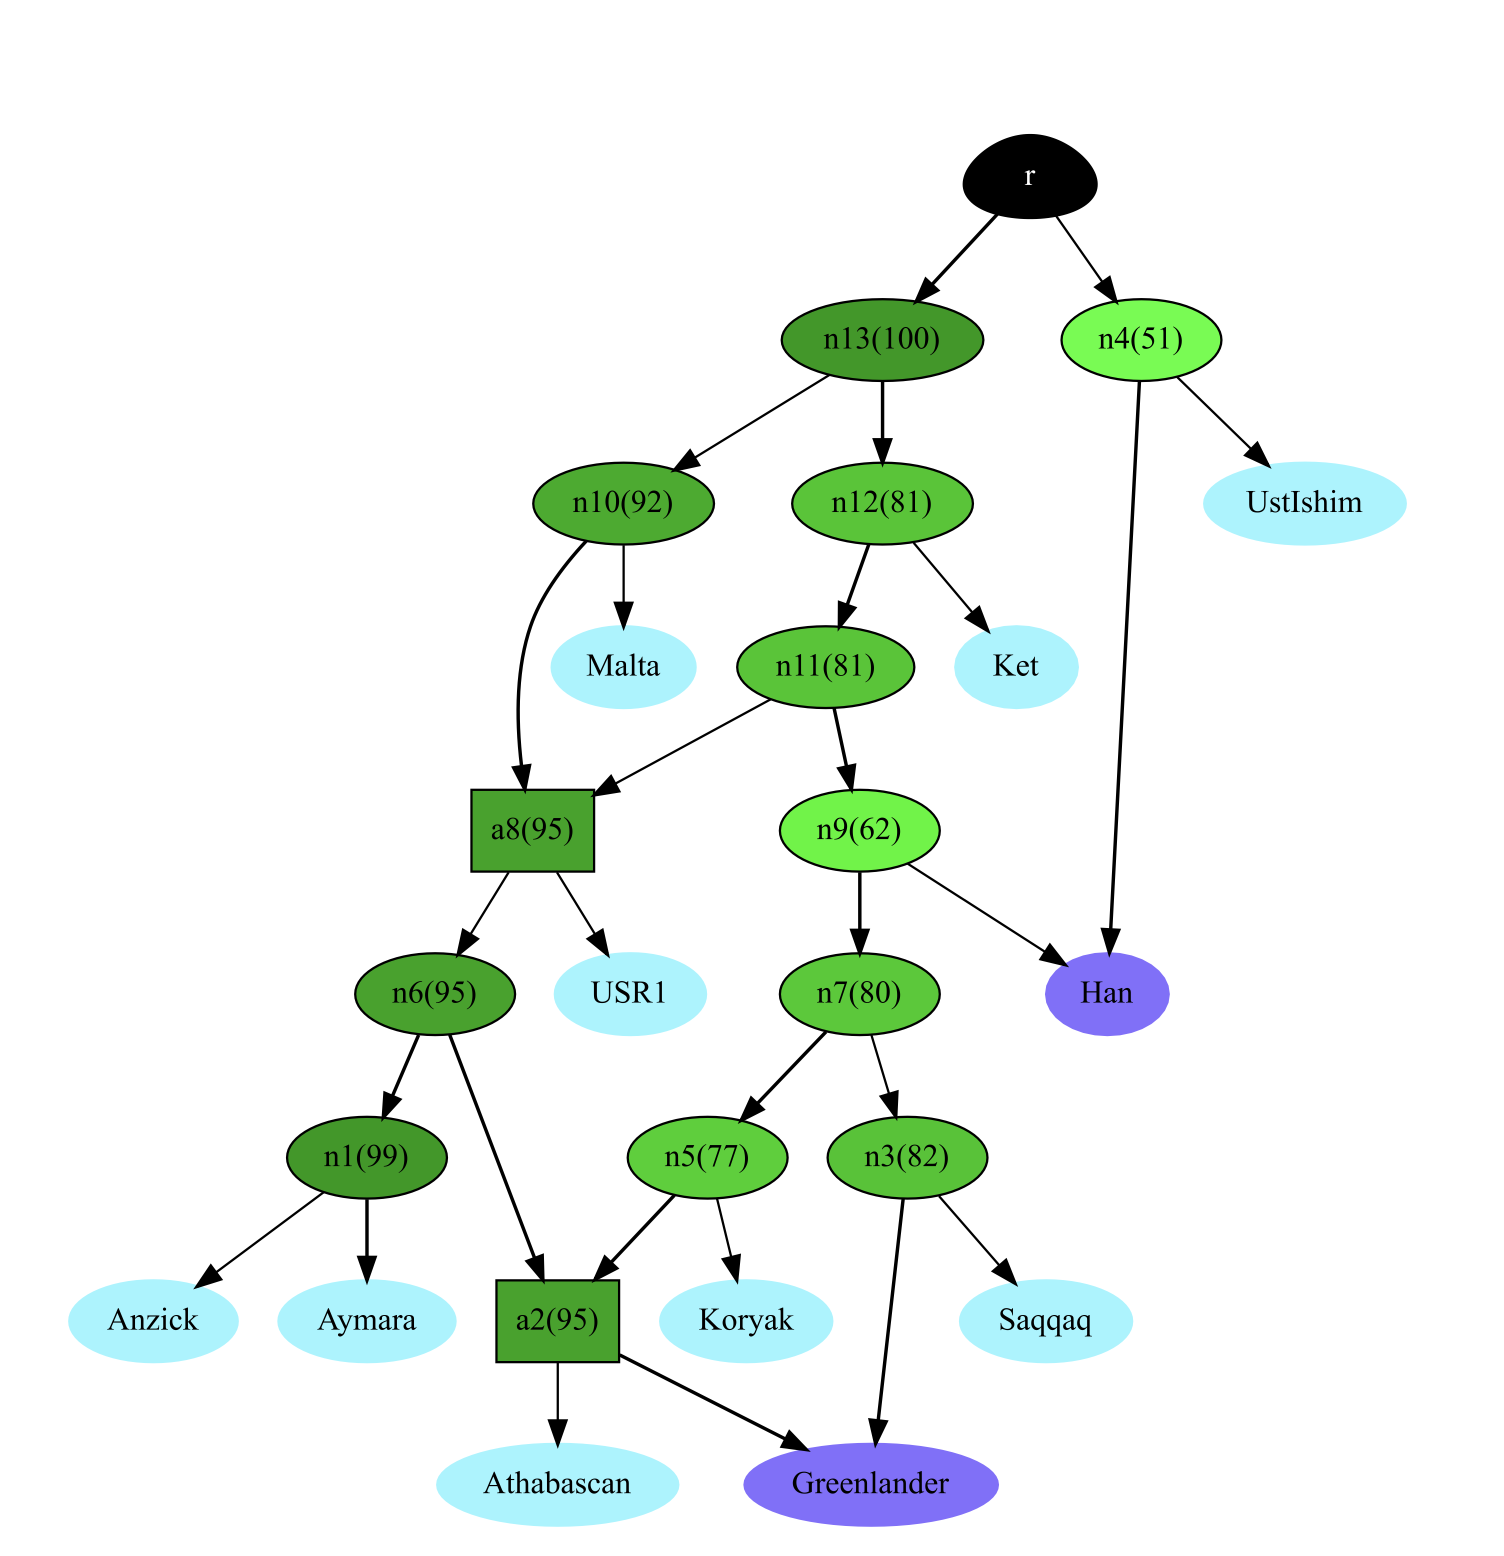 r
n13(100)
n4(51)
n10(92)
n12(81)
UstIshim
Malta
n11(81)
Ket
a8(95)
n9(62)
n6(95)
USR1
n7(80)
Han
n1(99)
n5(77)
n3(82)
Anzick
Aymara
a2(95)
Koryak
Saqqaq
Athabascan
Greenlander